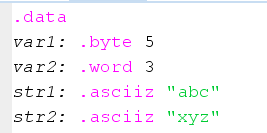 .data
var1: .byte 5
var2: .word 3
str1: .asciiz "abc"
str2: .asciiz "xyz"